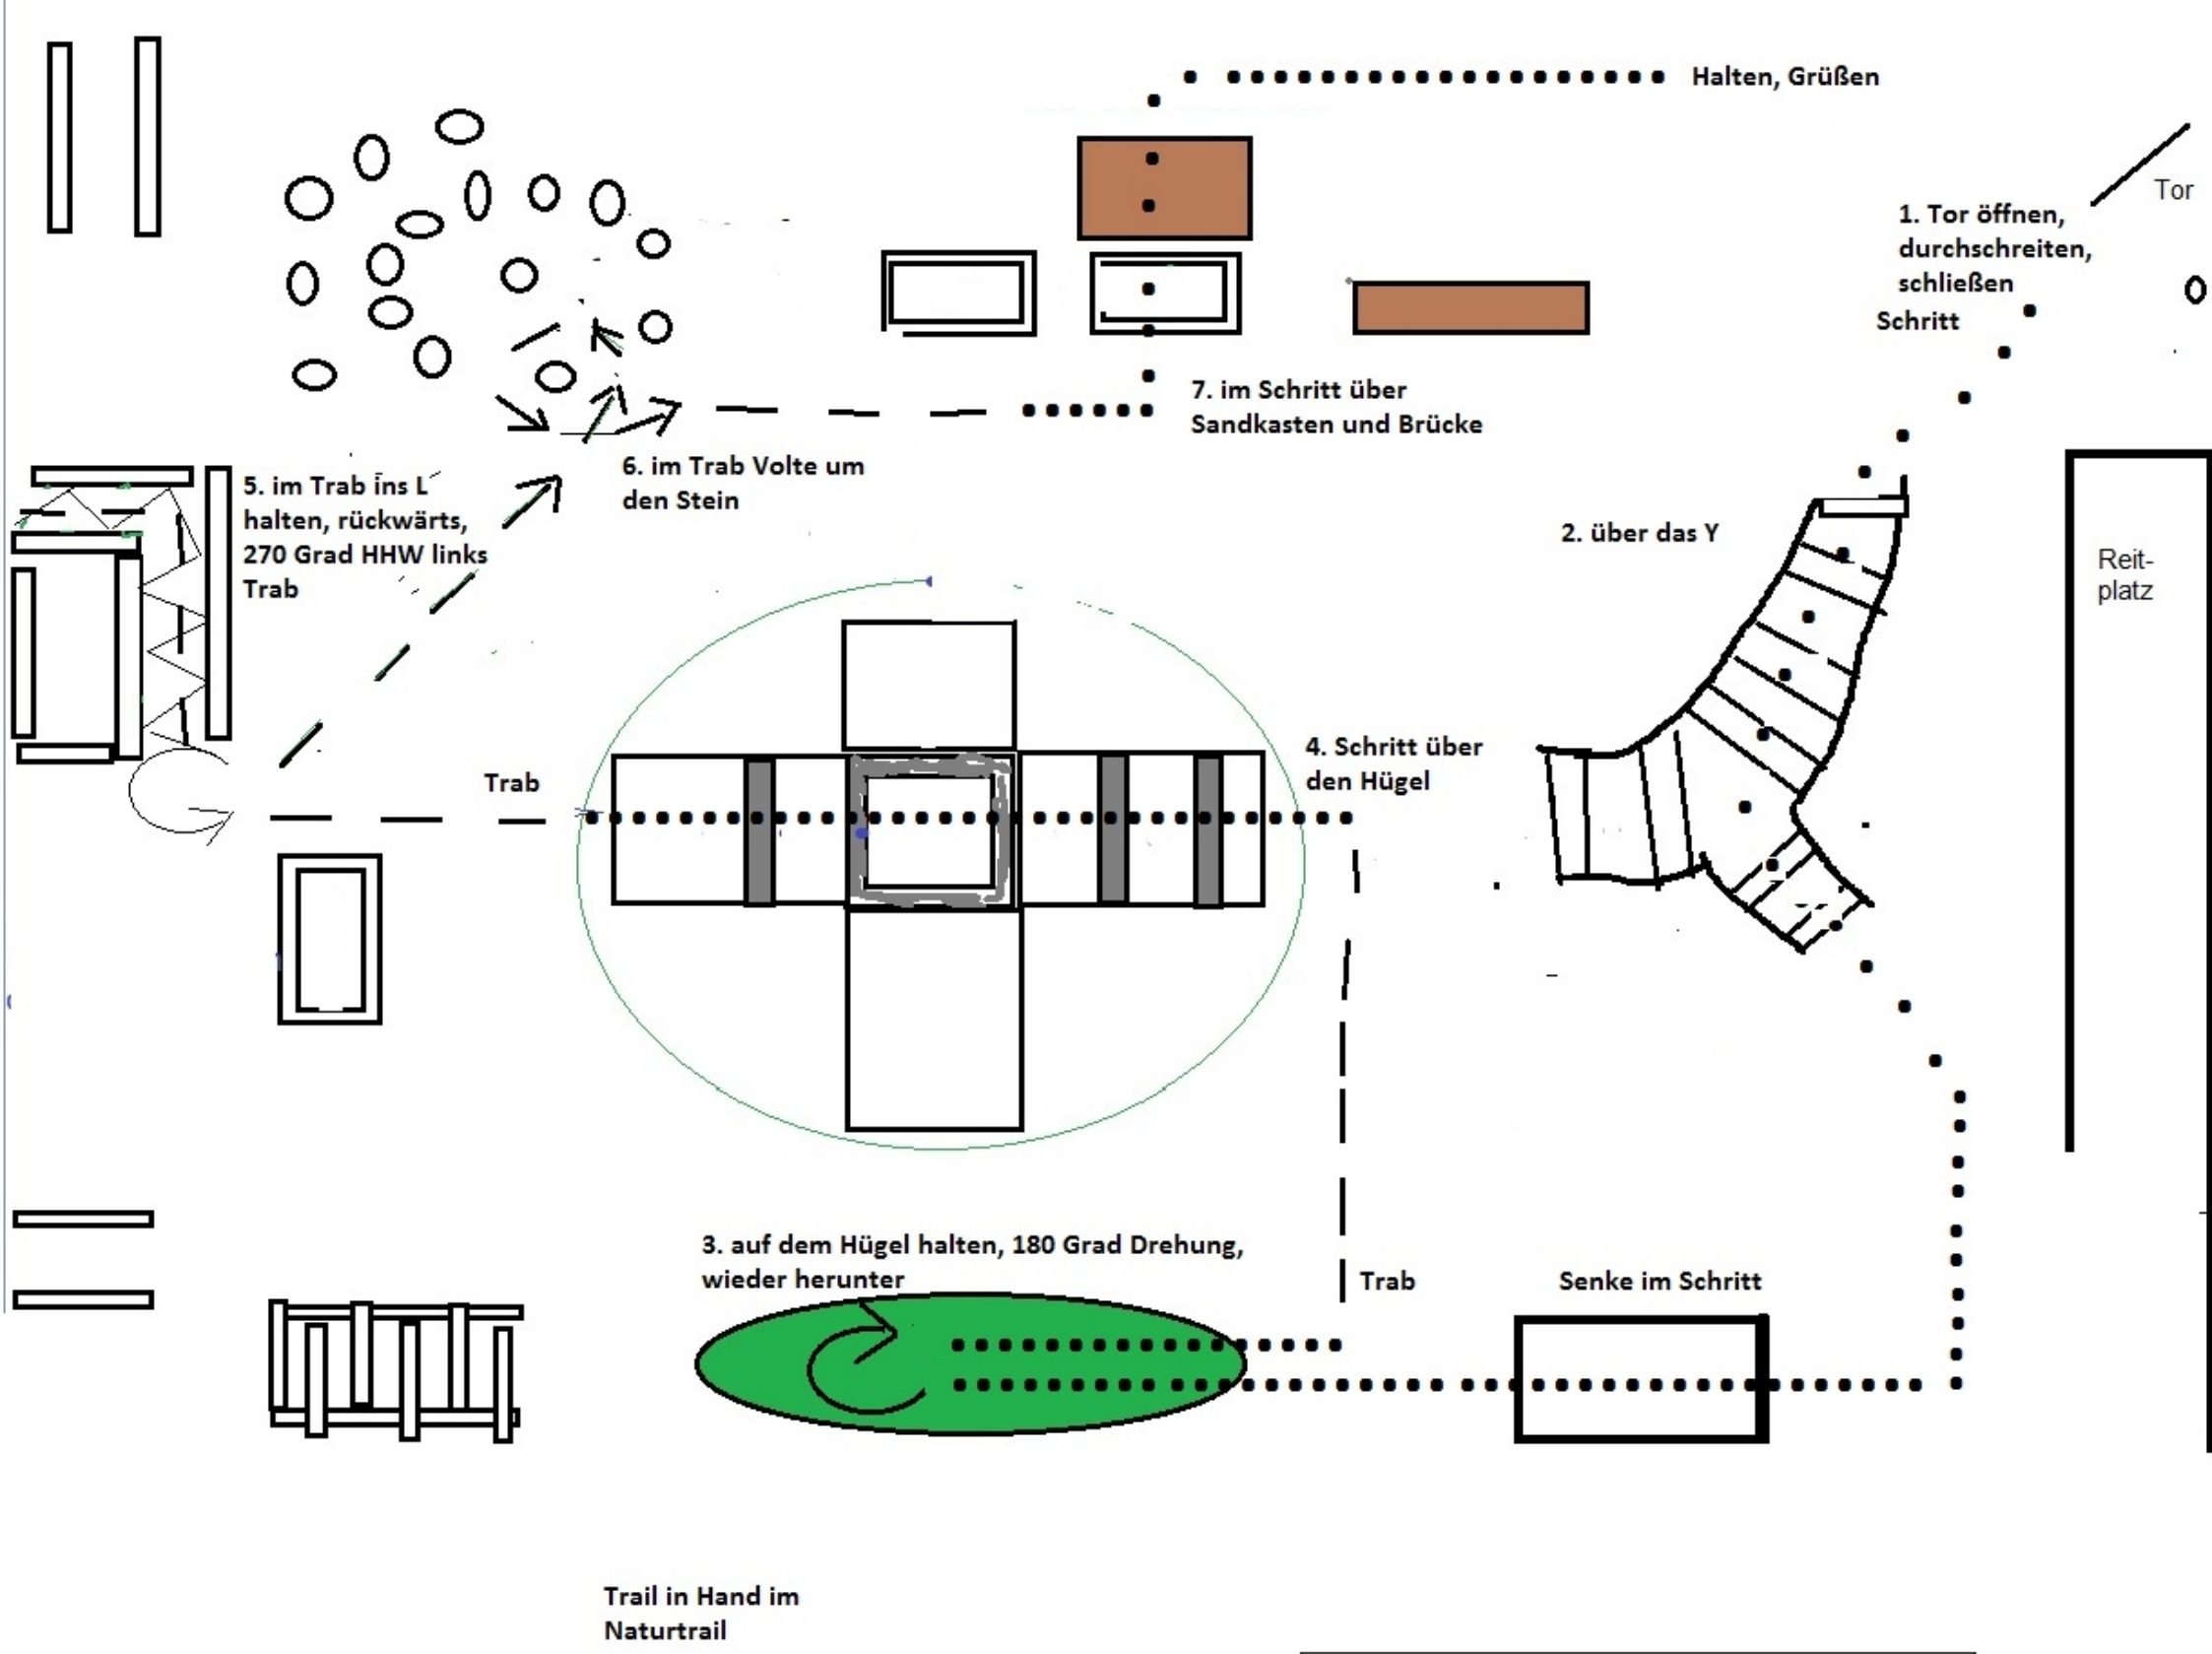 Halten, Grüßen
Tor
1. Tor öffnen,
durchschreiten,
schließen
Schritt
7. im Schritt über
Sandkasten und Brücke
6. im Trab Volte um
den Stein
5. im Trab ins L
halten, rückwärts,
270 Grad HHW links
Trab
2. über das Y
Reit-
platz
4. Schritt über
den Hügel
Trab
3. auf dem Hügel halten, 180 Grad Drehung,
wieder herunter
Trab
Senke im Schritt
Trail in Hand im
Naturtrail